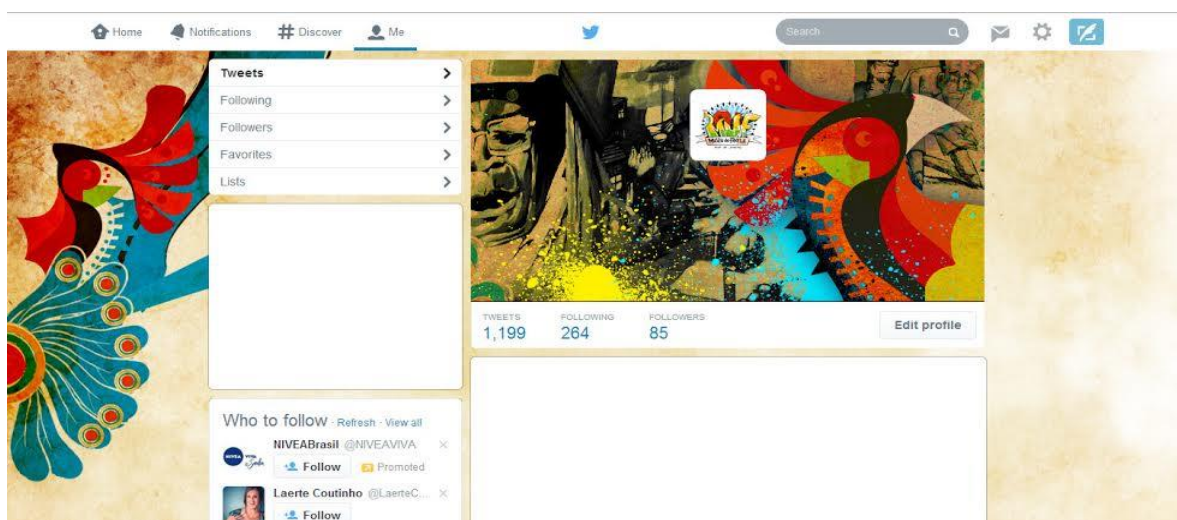 Home Notifications # Discover Me Search
Tweets
Following
Followers
Favorites
Lists
TWEETS FOLLOWING FOLLOWERS
1,199 264 85
Edit profile
Who to follow · Refresh · View all
NIVEABrasil @NIVEAVIVA ×
Follow Promoted
NIVEA
Laerte Coutinho @LaerteC... ×
Follow